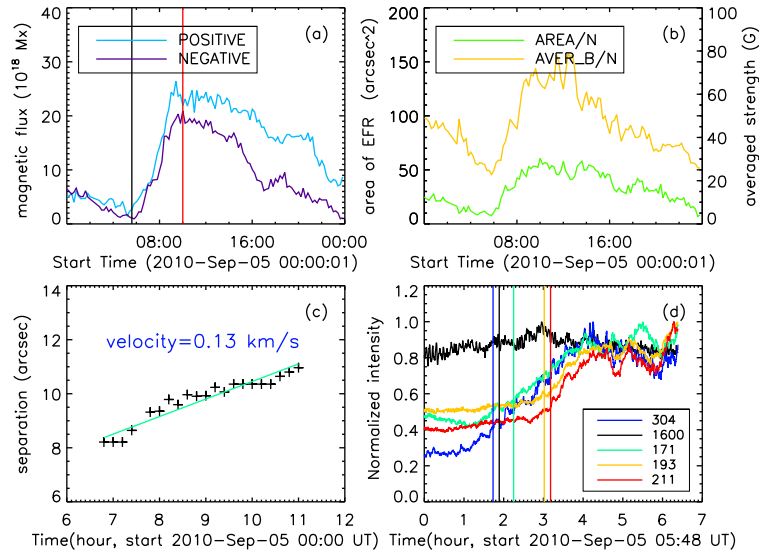 (a)
POSITIVE
NEGATIVE
magnetic flux (10^18 Mx)
40
30
20
10
0
08:00 16:00 00:00
Start Time (2010-Sep-05 00:00:01)
(b)
AREA/N
AVER_B/N
area of EFR (arcsec^2)
200
150
100
50
0
averaged strength (G)
100
80
60
40
20
0
08:00 16:00
Start Time (2010-Sep-05 00:00:01)
(c)
velocity=0.13 km/s
separation (arcsec)
14
12
10
8
6
6 7 8 9 10 11 12
Time(hour, start 2010-Sep-05 00:00 UT)
(d)
Normalized intensity
1.2
1.0
0.8
0.6
0.4
0.2
0.0
304
1600
171
193
211
0 1 2 3 4 5 6 7
Time(hour, start 2010-Sep-05 05:48 UT)